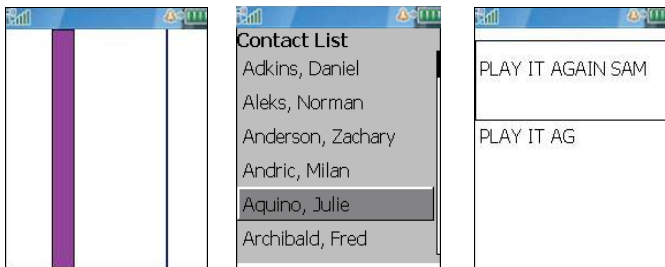 Contact List
Adkins, Daniel
Aleks, Norman
Anderson, Zachary
Andric, Milan
Aquino, Julie
Archibald, Fred
PLAY IT AGAIN SAM
PLAY IT AG